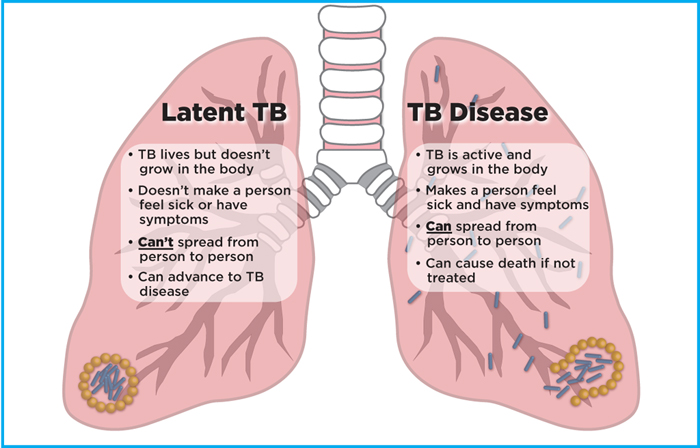 Latent TB
• TB lives but doesn't
grow in the body
• Doesn't make a person
feel sick or have
symptoms
• Can't spread from
person to person
• Can advance to TB
disease
TB Disease
• TB is active and
grows in the body
• Makes a person feel
sick and have symptoms
• Can spread from
person to person
• Can cause death if not
treated